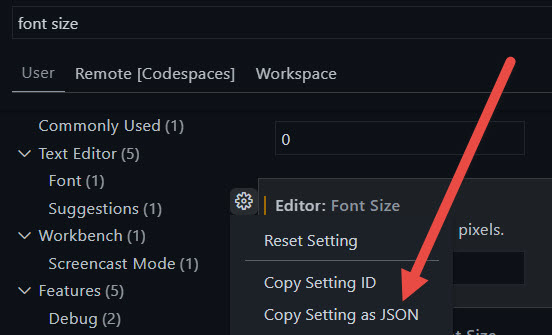 font size
User Remote [Codespaces] Workspace
Commonly Used (1)
0
Text Editor (5)
Font (1)
Editor: Font Size
Suggestions (1)
Reset Setting
pixels.
Workbench (1)
Screencast Mode (1)
Copy Setting ID
Features (5)
Copy Setting as JSON
Debug (2)
Size